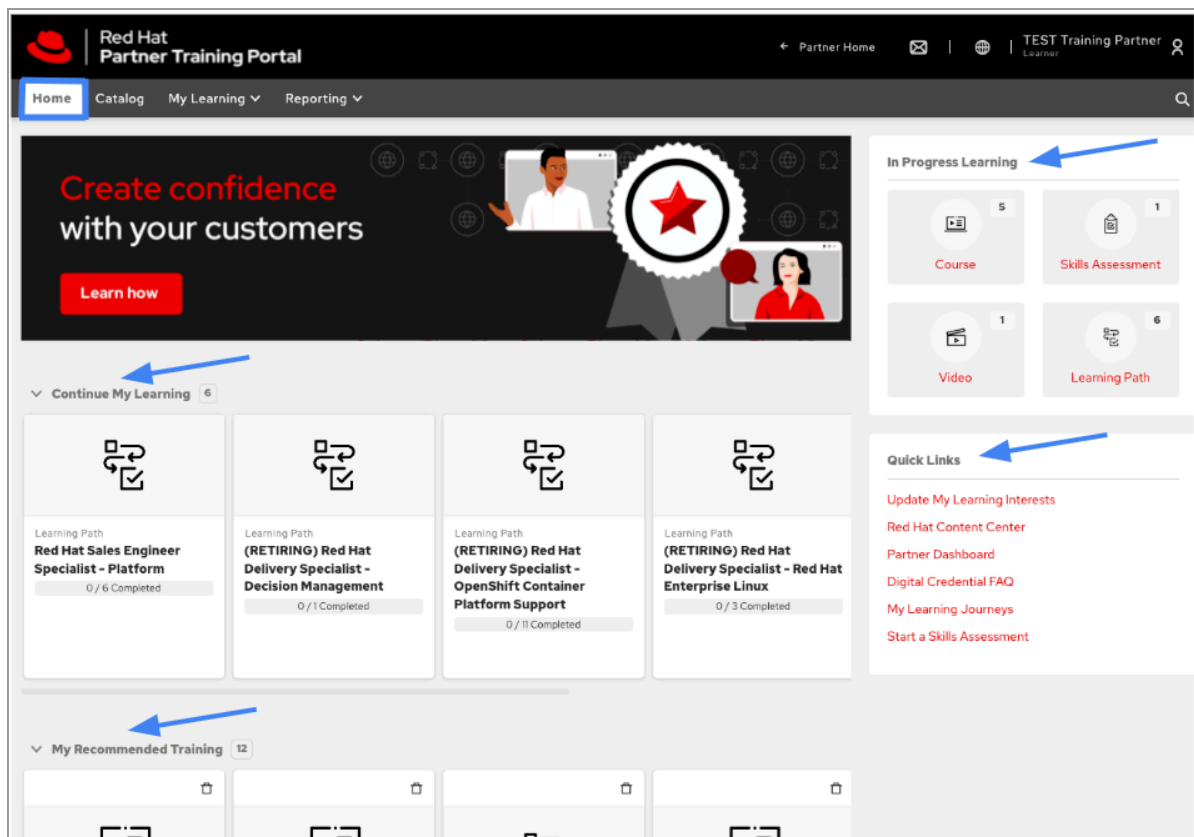 Red Hat
Partner Training Portal
Partner Home
TEST Training Partner
Learner
Home Catalog My Learning Reporting
Create confidence
with your customers
Learn how
Continue My Learning 6
Learning Path
Red Hat Sales Engineer
Specialist - Platform
0 / 6 Completed
Learning Path
(RETIRING) Red Hat
Delivery Specialist -
Decision Management
0 / 1 Completed
Learning Path
(RETIRING) Red Hat
Delivery Specialist -
OpenShift Container
Platform Support
0 / 11 Completed
Learning Path
(RETIRING) Red Hat
Delivery Specialist - Red Hat
Enterprise Linux
0 / 3 Completed
My Recommended Training 12
In Progress Learning
5
Course
1
Skills Assessment
1
Video
6
Learning Path
Quick Links
Update My Learning Interests
Red Hat Content Center
Partner Dashboard
Digital Credential FAQ
My Learning Journeys
Start a Skills Assessment